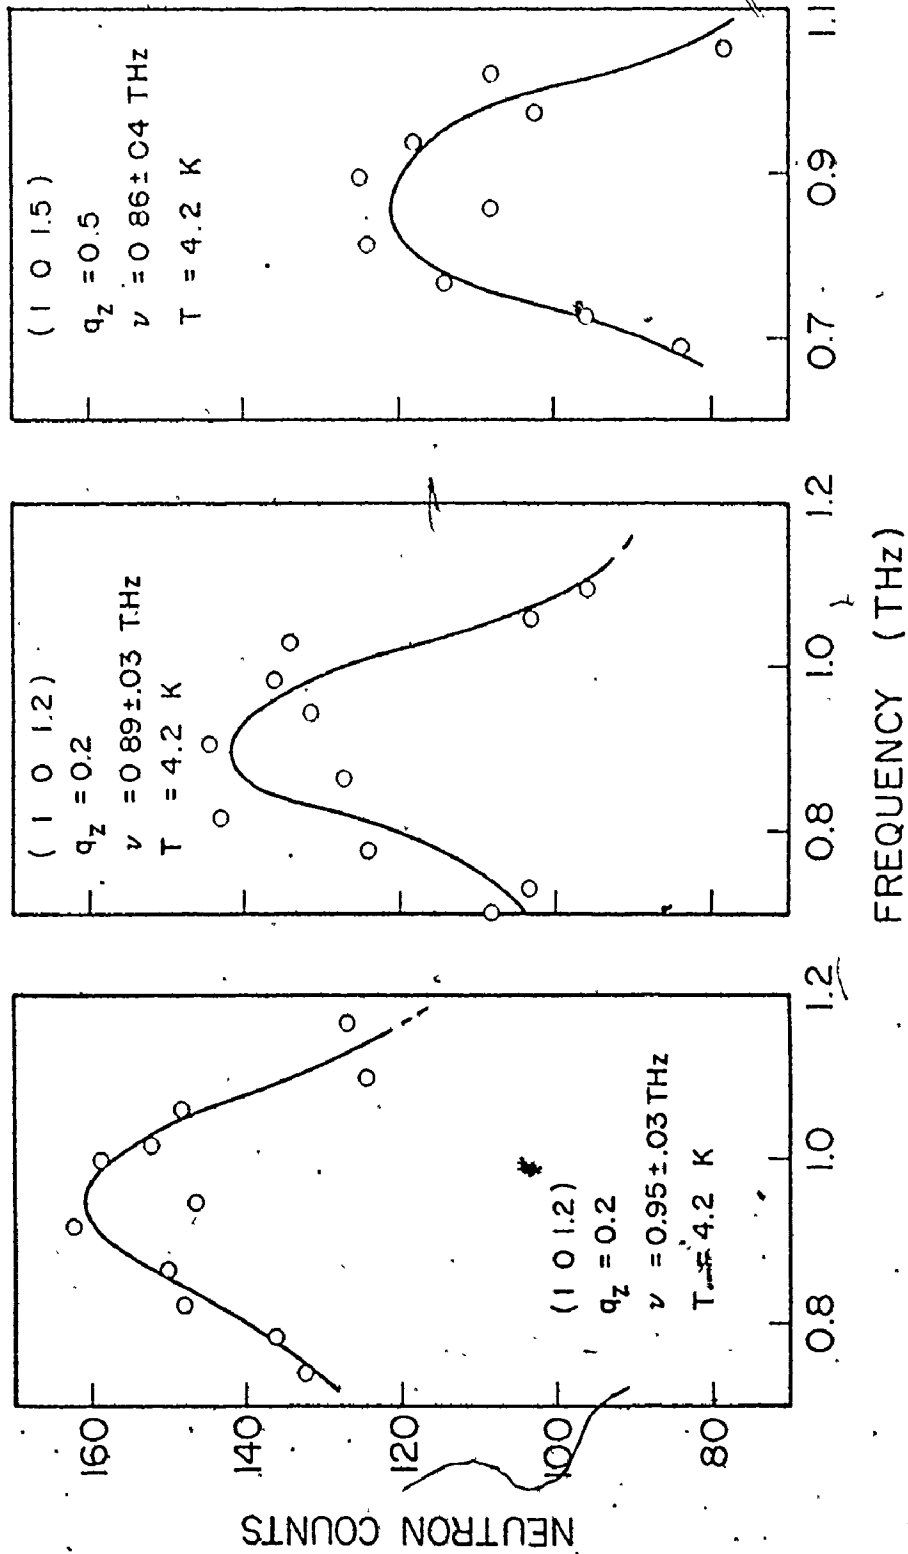 NEUTRON COUNTS
160
140
120
100
80
(1 0 1.2)
qz = 0.2
ν = 0.95±.03 THz
T = 4.2 K
0.8
1.0
1.2
(1 0 1.2)
qz = 0.2
ν = 0.89±.03 THz
T = 4.2 K
0.8
1.0
1.2
(1 0 1.5)
qz = 0.5
ν = 0.86±.04 THz
T = 4.2 K
0.7
0.9
1.1
FREQUENCY (THz)